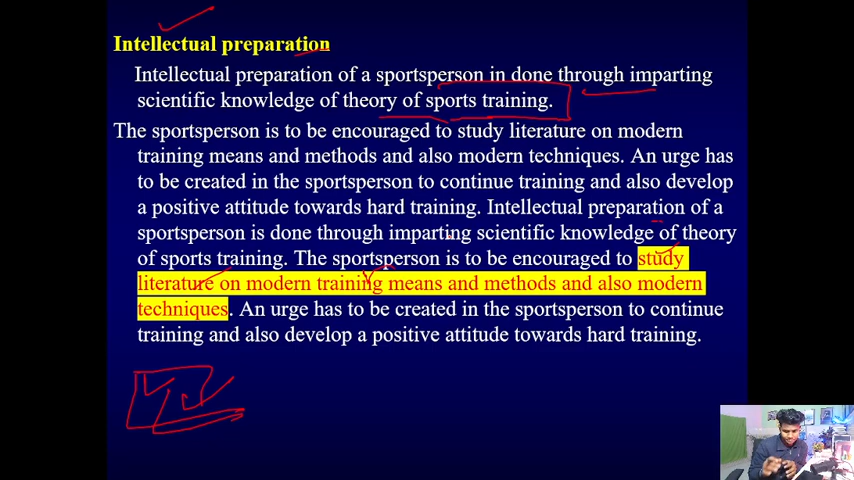 Intellectual preparation
Intellectual preparation of a sportsperson in done through imparting
scientific knowledge of theory of sports training.
The sportsperson is to be encouraged to study literature on modern
training means and methods and also modern techniques. An urge has
to be created in the sportsperson to continue training and also develop
a positive attitude towards hard training. Intellectual preparation of a
sportsperson is done through imparting scientific knowledge of theory
of sports training. The sportsperson is to be encouraged to study
literature on modern training means and methods and also modern
techniques. An urge has to be created in the sportsperson to continue
training and also develop a positive attitude towards hard training.